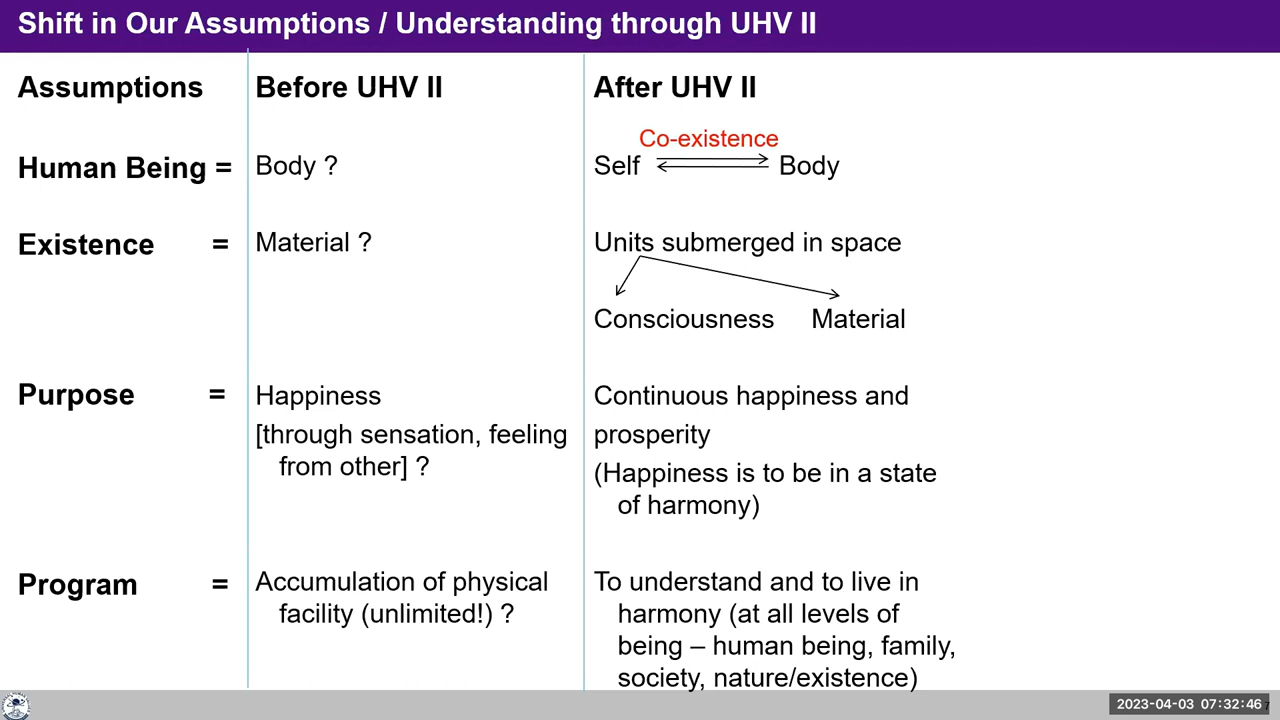 Shift in Our Assumptions / Understanding through UHV II
Assumptions Before UHV II After UHV II
Co-existence
Human Being = Body ? Self Body
Existence = Material ? Units submerged in space
Consciousness Material
Purpose = Happiness Continuous happiness and
[through sensation, feeling prosperity
from other] ? (Happiness is to be in a state
of harmony)
Program = Accumulation of physical To understand and to live in
facility (unlimited!) ? harmony (at all levels of
being – human being, family,
society, nature/existence)
2023-04-03 07:32:46 7